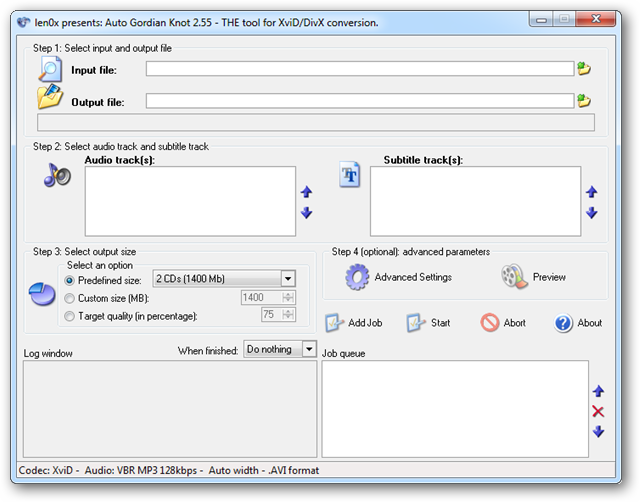 len0x presents: Auto Gordian Knot 2.55 - THE tool for XviD/DivX conversion.
Step 1: Select input and output file
Input file:
Output file:
Step 2: Select audio track and subtitle track
Audio track(s):
Subtitle track(s):
TT
Step 3: Select output size
Select an option
Predefined size: 2 CDs (1400 Mb)
Custom size (MB): 1400
Target quality (in percentage): 75
Step 4 (optional): advanced parameters
Advanced Settings
Preview
Add Job
Start
Abort
? About
Log window
When finished: Do nothing
Job queue
Codec: XviD - Audio: VBR MP3 128kbps - Auto width - .AVI format